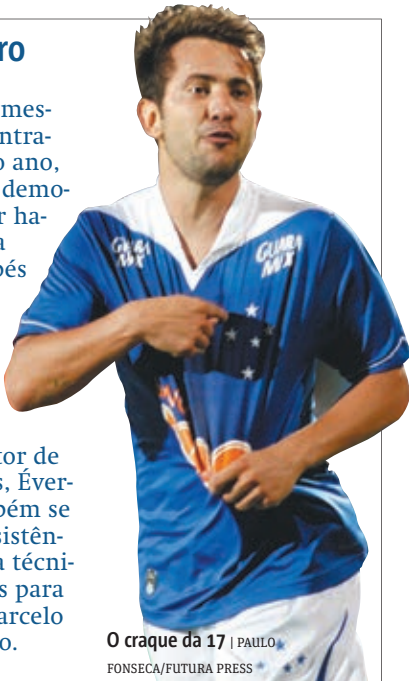 ro
mes-
ntra-
o ano,
demo-
r ha-
a
pés
tor de
s, Éver-
bém se
sistên-
a técni-
s para
arcelo
o.
GUARA
MIX
GUARA
MIX
O craque da 17 | PAULO
FONSECA/FUTURA PRESS